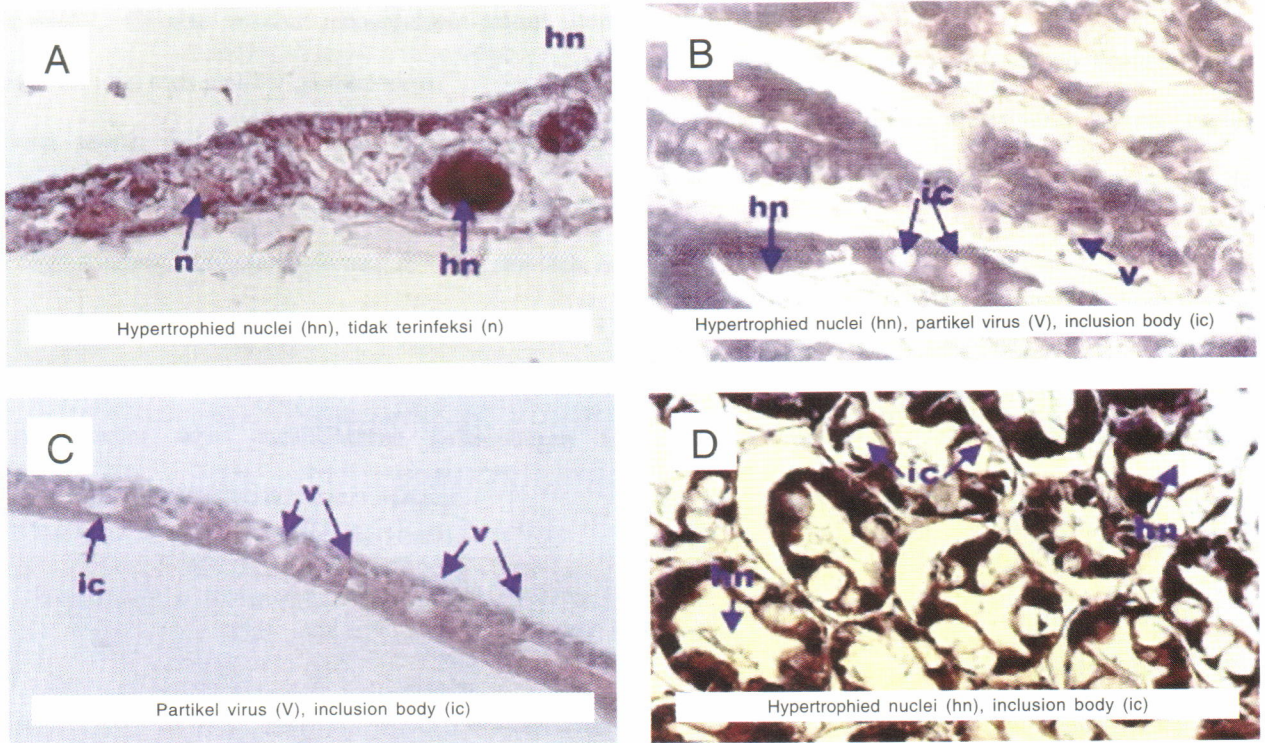 A
hn
n
hn
Hypertrophied nuclei (hn), tidak terinfeksi (n)
B
hn
ic
v
Hypertrophied nuclei (hn), partikel virus (V), inclusion body (ic)
C
v
v
ic
Partikel virus (V), inclusion body (ic)
D
ic
hn
hn
Hypertrophied nuclei (hn), inclusion body (ic)